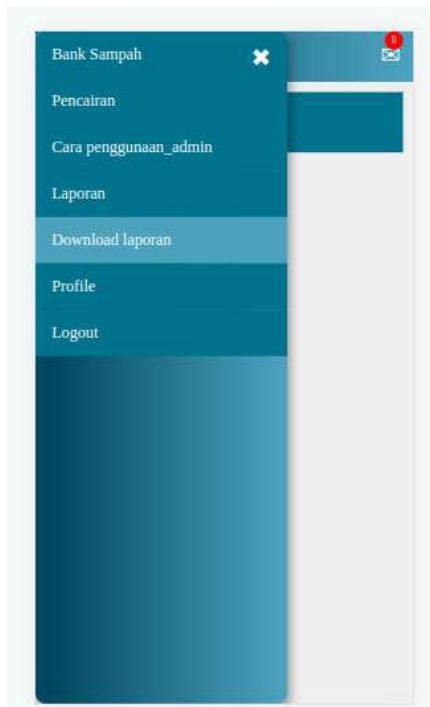 Bank Sampah
0
Pencairan
Cara penggunaan_admin
Laporan
Download laporan
Profile
Logout